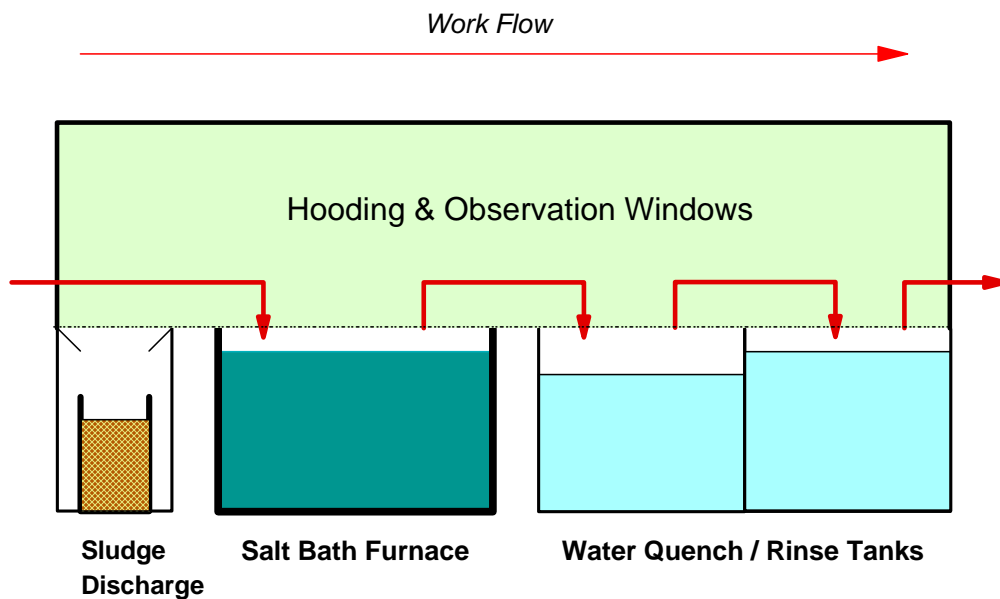 Work Flow
Hooding & Observation Windows
Sludge
Discharge
Salt Bath Furnace
Water Quench / Rinse Tanks